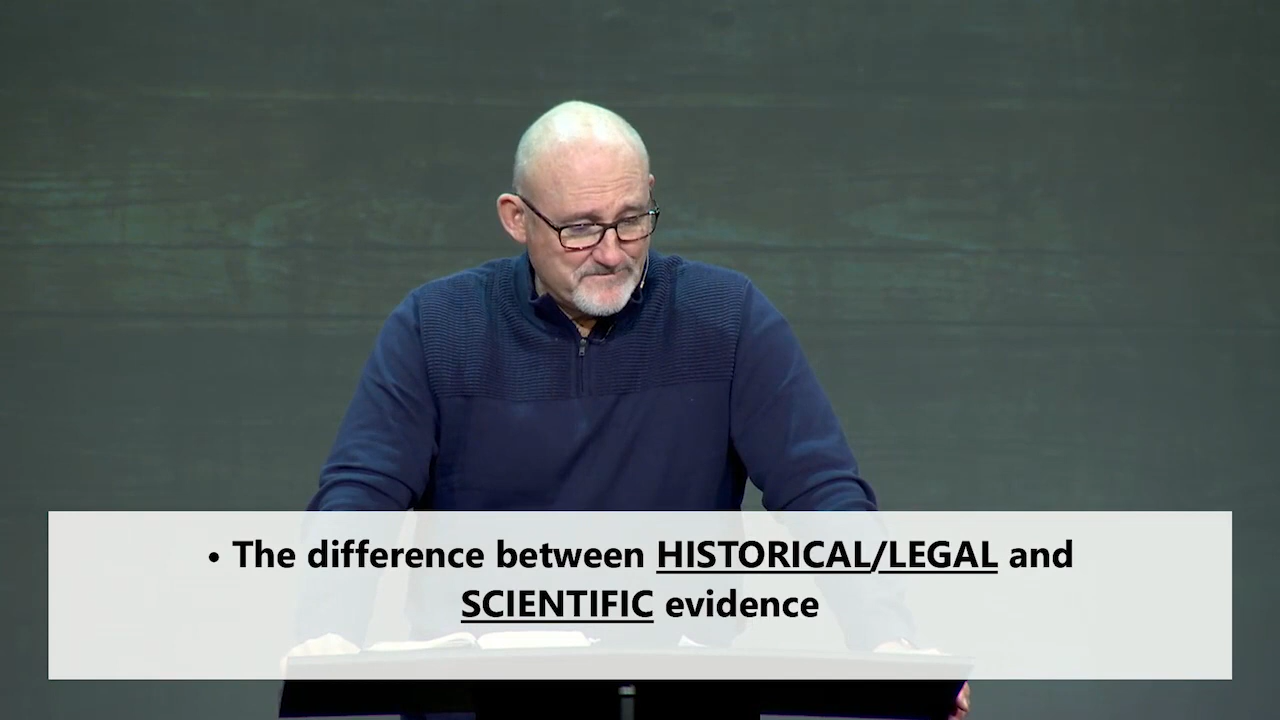 • The difference between HISTORICAL/LEGAL and
SCIENTIFIC evidence